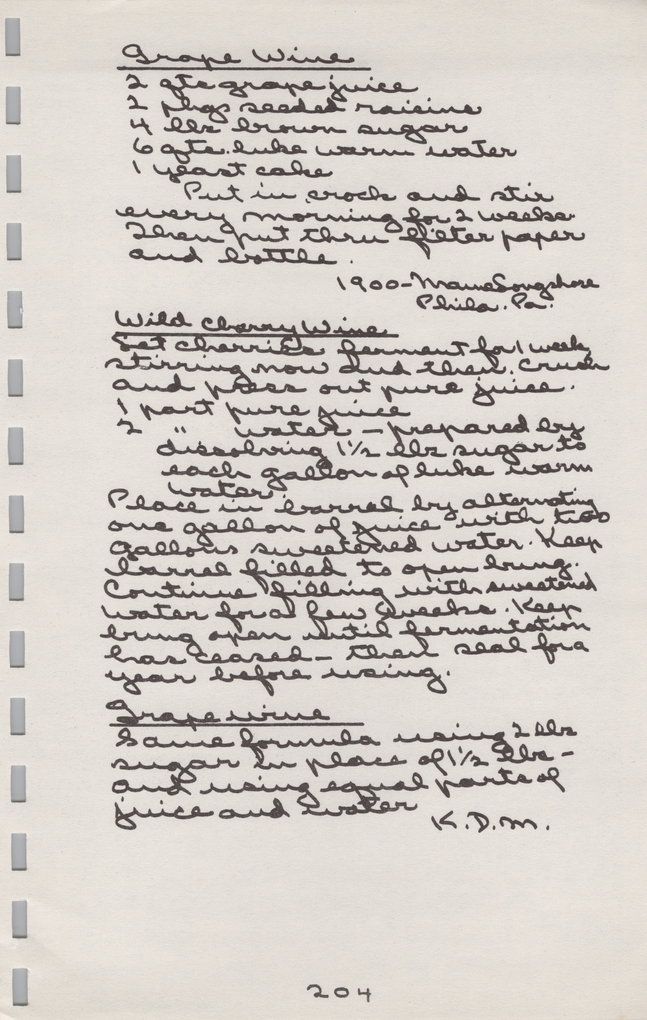 Grape Wine
2 qts grape juice
2 pkgs seeded raisins
4 lbs brown sugar
6 qts. luke warm water
1 yeast cake
Put in crock and stir
every morning for 2 weeks.
Then put thru filter paper
and bottle.
1900-Mame Songshore
Phila. Pa.
Wild Cherry Wine
Let cherries ferment for 1 week
stirring now and then. Crush
and press out pure juice.
1 part pure juice
2 " water - prepared by
dissolving 1½ lbs sugar to
each gallon of luke warm
water.
Place in barrel by alternating
one gallon of juice with two
gallons sweetened water. Keep
barrel filled to open bung.
Continue filling with sweetened
water for a few weeks. Keep
bung open until fermentation
has ceased - then seal for a
year before using.
Grape wine
Same formula using 2 lbs
sugar in place of 1½ lbs -
and using equal parts of
juice and water
K.D.M.
204